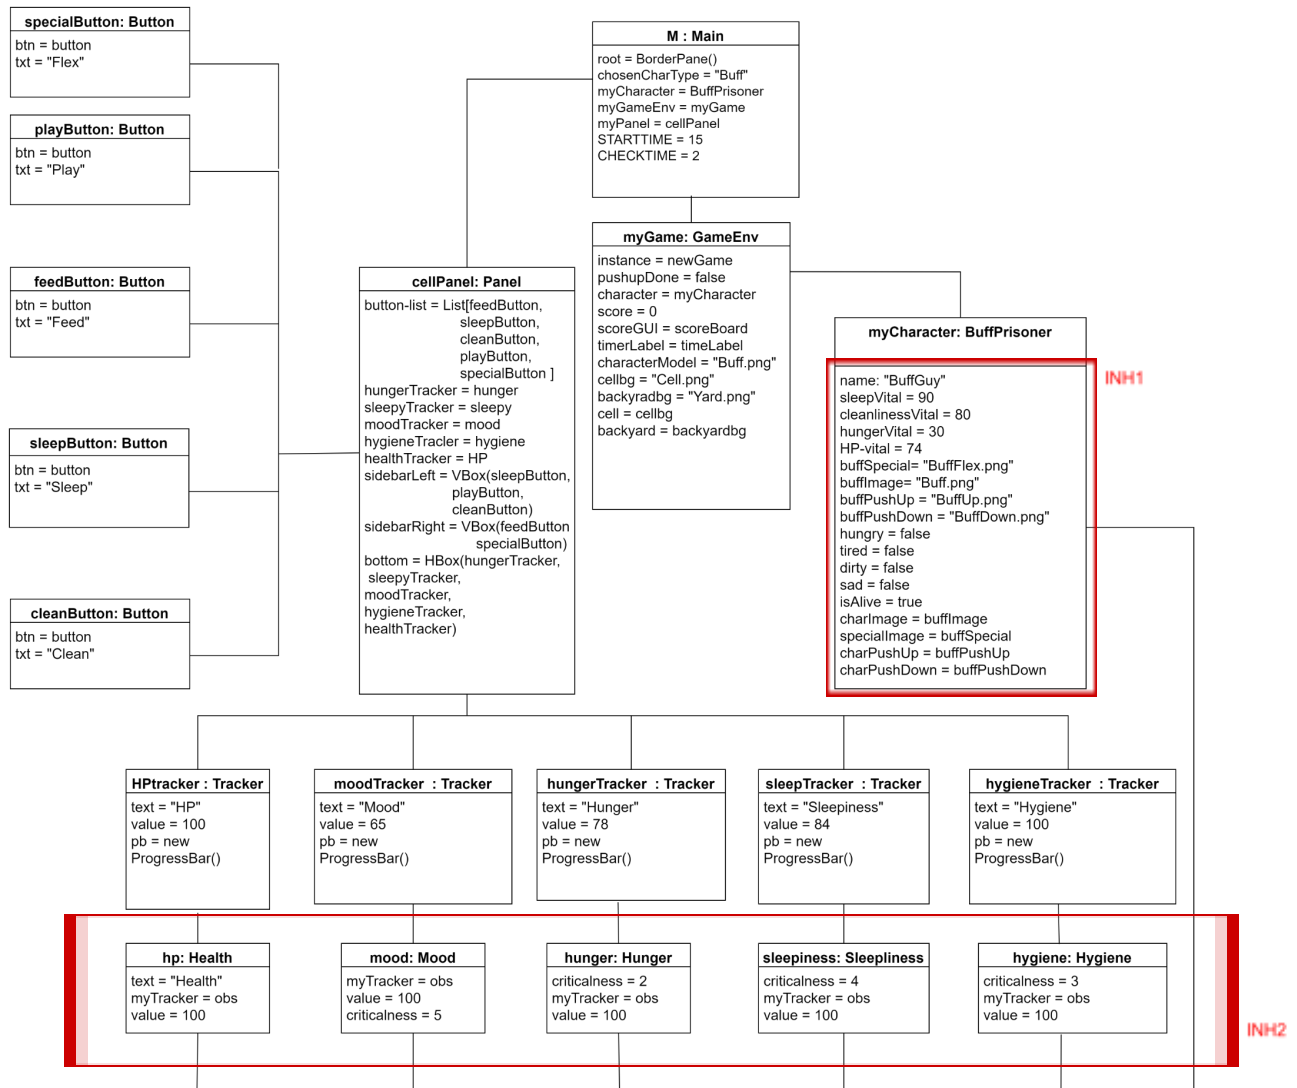 specialButton: Button
btn = button
txt = "Flex"
playButton: Button
btn = button
txt = "Play"
feedButton: Button
btn = button
txt = "Feed"
sleepButton: Button
btn = button
txt = "Sleep"
cleanButton: Button
btn = button
txt = "Clean"
M : Main
root = BorderPane()
chosenCharType = "Buff"
myCharacter = BuffPrisoner
myGameEnv = myGame
myPanel = cellPanel
STARTTIME = 15
CHECKTIME = 2
myGame: GameEnv
instance = newGame
pushupDone = false
character = myCharacter
score = 0
scoreGUI = scoreBoard
timerLabel = timeLabel
characterModel = "Buff.png"
cellbg = "Cell.png"
backyradbg = "Yard.png"
cell = cellbg
backyard = backyardbg
cellPanel: Panel
button-list = List[feedButton,
sleepButton,
cleanButton,
playButton,
specialButton ]
hungerTracker = hunger
sleepyTracker = sleepy
moodTracker = mood
hygieneTracler = hygiene
healthTracker = HP
sidebarLeft = VBox(sleepButton,
playButton,
cleanButton)
sidebarRight = VBox(feedButton
specialButton)
bottom = HBox(hungerTracker,
sleepyTracker,
moodTracker,
hygieneTracker,
healthTracker)
myCharacter: BuffPrisoner
INH1
name: "BuffGuy"
sleepVital = 90
cleanlinessVital = 80
hungerVital = 30
HP-vital = 74
buffSpecial= "BuffFlex.png"
buffImage= "Buff.png"
buffPushUp = "BuffUp.png"
buffPushDown = "BuffDown.png"
hungry = false
tired = false
dirty = false
sad = false
isAlive = true
charImage = buffImage
specialImage = buffSpecial
charPushUp = buffPushUp
charPushDown = buffPushDown
HPtracker : Tracker
text = "HP"
value = 100
pb = new
ProgressBar()
moodTracker : Tracker
text = "Mood"
value = 65
pb = new
ProgressBar()
hungerTracker : Tracker
text = "Hunger"
value = 78
pb = new
ProgressBar()
sleepTracker : Tracker
text = "Sleepiness"
value = 84
pb = new
ProgressBar()
hygieneTracker : Tracker
text = "Hygiene"
value = 100
pb = new
ProgressBar()
hp: Health
text = "Health"
myTracker = obs
value = 100
mood: Mood
myTracker = obs
value = 100
criticalness = 5
hunger: Hunger
criticalness = 2
myTracker = obs
value = 100
sleepiness: Sleepliness
criticalness = 4
myTracker = obs
value = 100
hygiene: Hygiene
criticalness = 3
myTracker = obs
value = 100
INH2